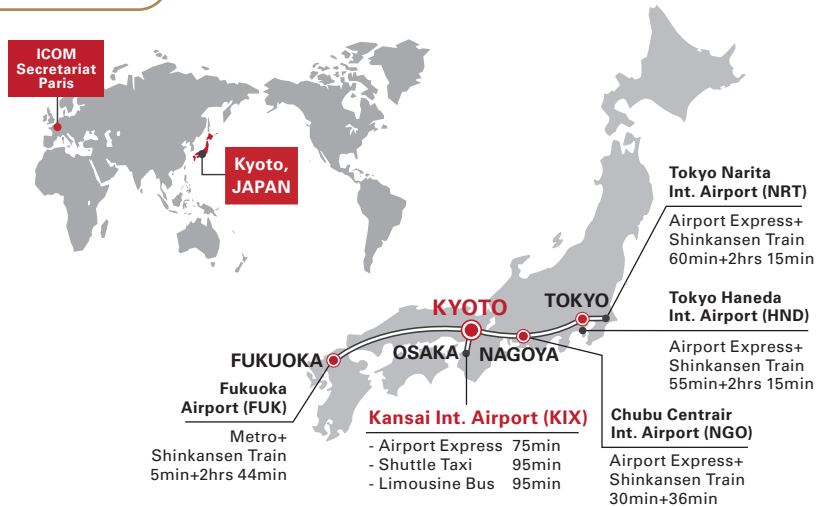 ICOM
Secretariat
Paris
Kyoto,
JAPAN
Tokyo Narita
Int. Airport (NRT)
Airport Express+
Shinkansen Train
60min+2hrs 15min
KYOTO
TOKYO
Tokyo Haneda
Int. Airport (HND)
Airport Express+
Shinkansen Train
55min+2hrs 15min
FUKUOKA
OSAKA
NAGOYA
Fukuoka
Airport (FUK)
Metro+
Shinkansen Train
5min+2hrs 44min
Kansai Int. Airport (KIX)
- Airport Express 75min
- Shuttle Taxi 95min
- Limousine Bus 95min
Chubu Centrair
Int. Airport (NGO)
Airport Express+
Shinkansen Train
30min+36min